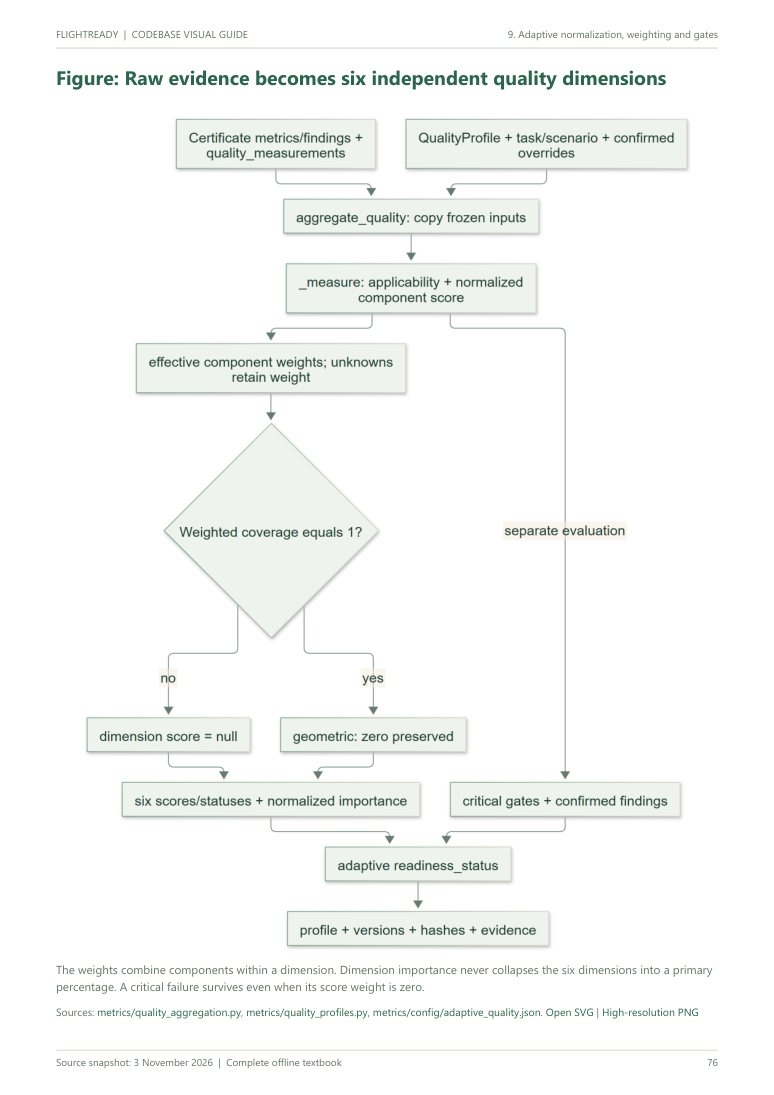 FLIGHTREADY | CODEBASE VISUAL GUIDE
9. Adaptive normalization, weighting and gates
Figure: Raw evidence becomes six independent quality dimensions
Certificate metrics/findings +
quality_measurements
QualityProfile + task/scenario + confirmed
overrides
aggregate_quality: copy frozen inputs
_measure: applicability + normalized
component score
effective component weights; unknowns
retain weight
Weighted coverage equals 1?
separate evaluation
no
yes
dimension score = null
geometric: zero preserved
six scores/statuses + normalized importance
critical gates + confirmed findings
adaptive readiness_status
profile + versions + hashes + evidence
The weights combine components within a dimension. Dimension importance never collapses the six dimensions into a primary
percentage. A critical failure survives even when its score weight is zero.
Sources: metrics/quality_aggregation.py, metrics/quality_profiles.py, metrics/config/adaptive_quality.json. Open SVG | High-resolution PNG
Source snapshot: 3 November 2026 | Complete offline textbook
76